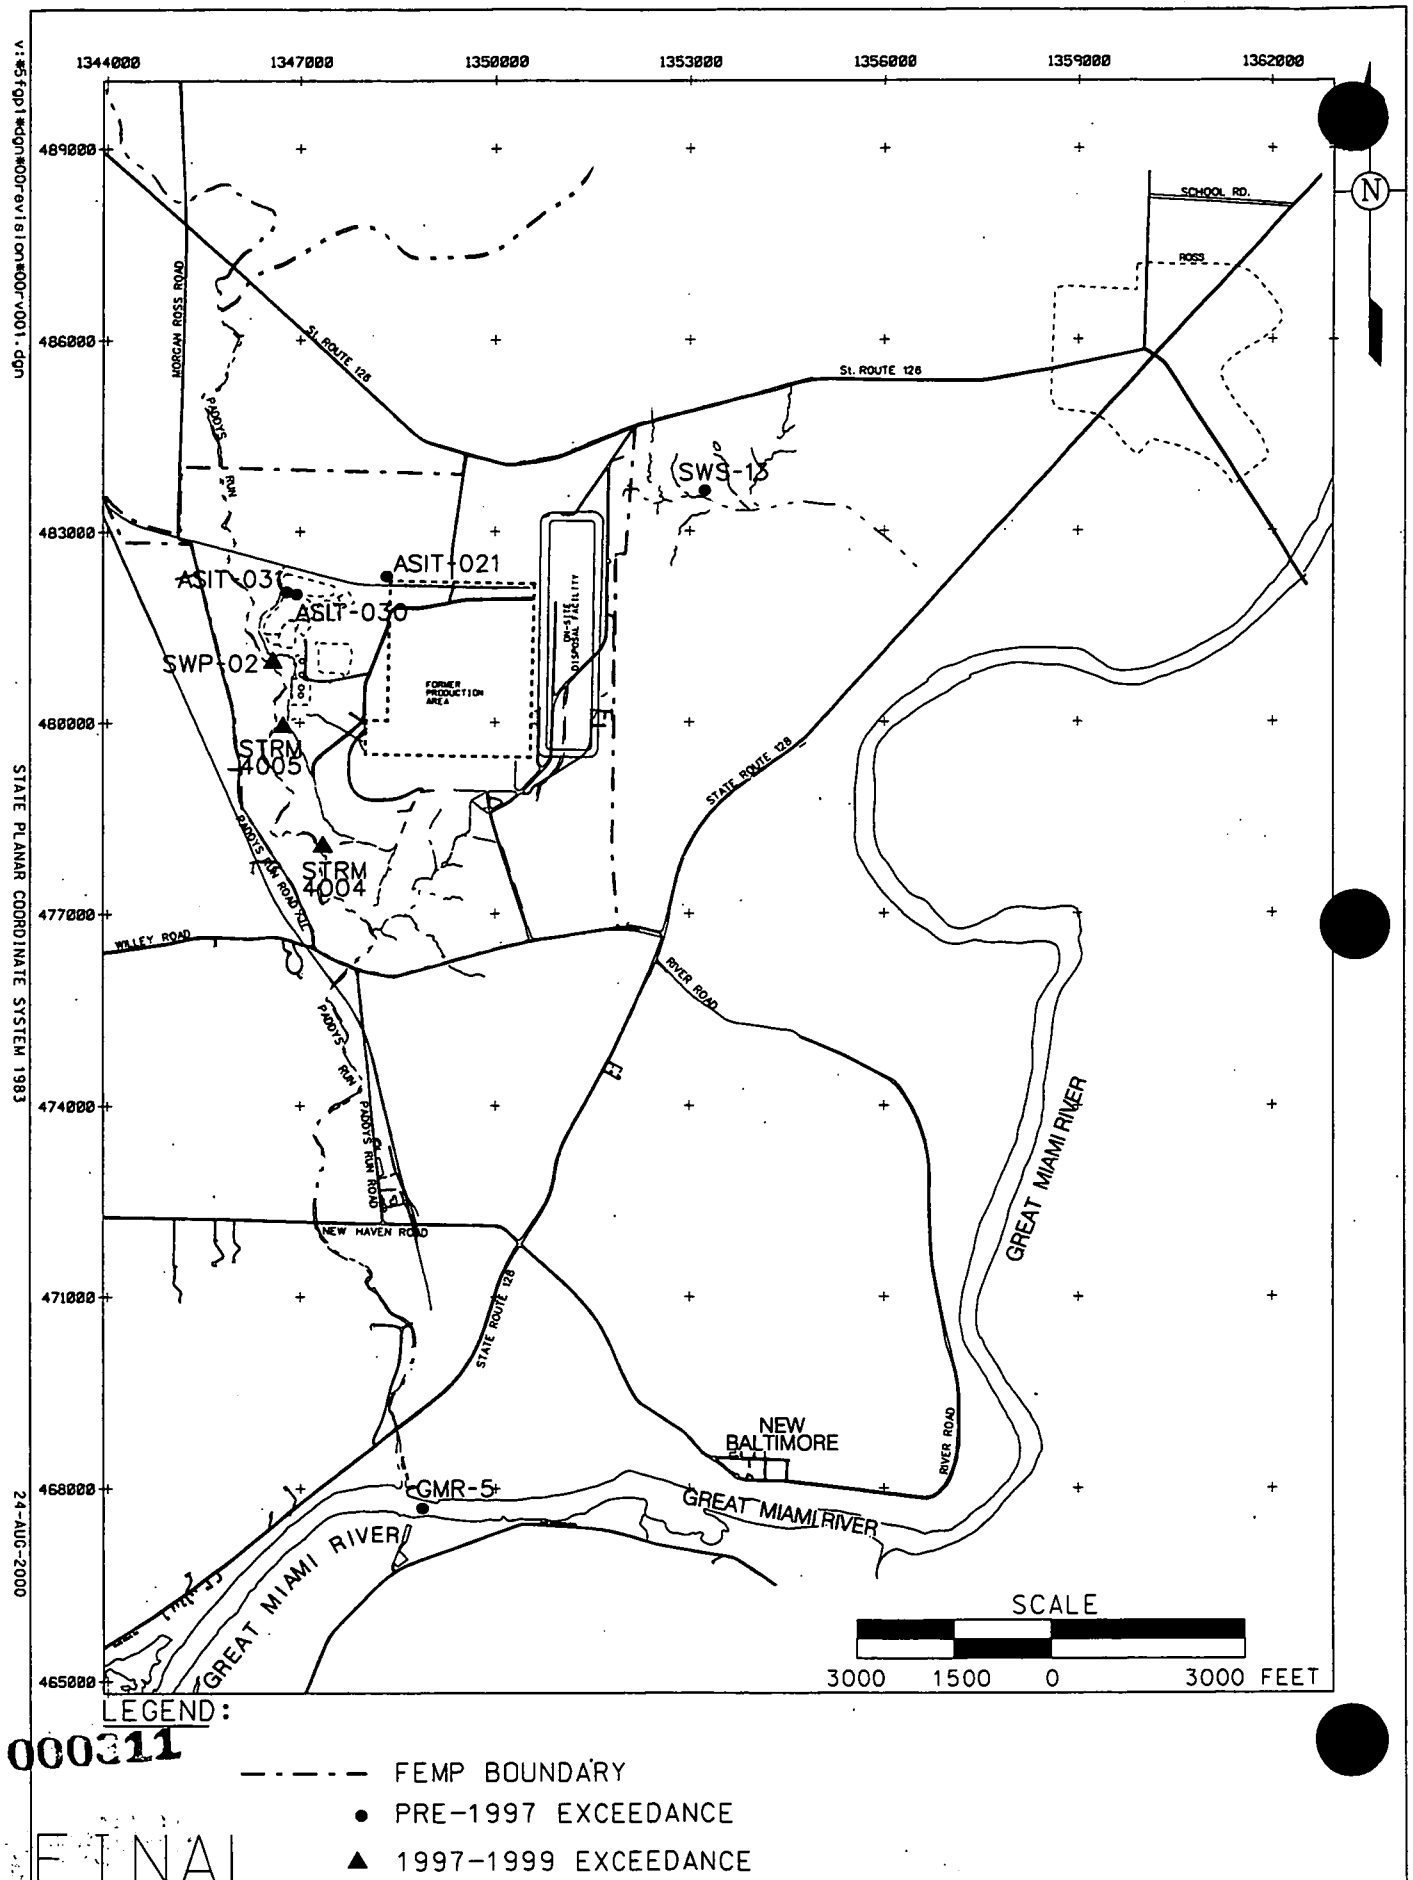 1344000 1347000 1350000 1353000 1356000 1359000 1362000
489000
486000
483000
480000
477000
474000
471000
468000
465000
STATE PLANAR COORDINATE SYSTEM 1983
24-AUG-2000
N
SCHOOL RD.
ROSS
MORGAN ROSS ROAD
St. ROUTE 126
St. ROUTE 126
PADDYS
RUN
SWS-13
ASIT-021
ASIT-031
ASIT-030
SWP-02
ON-SITE
DISPOSAL FACILITY
FORMER
PRODUCTION
AREA
STRM
4005
STATE ROUTE 128
PADDYS RUN ROAD
STRM
4004
WILLEY ROAD
RIVER ROAD
PADDYS
RUN
PADDYS RUN ROAD
GREAT MIAMI RIVER
NEW HAVEN ROAD
STATE ROUTE 128
NEW
BALTIMORE
RIVER ROAD
GMR-5
GREAT MIAMI RIVER
GREAT MIAMI RIVER
SCALE
3000 1500 0 3000 FEET
LEGEND:
000311
FEMP BOUNDARY
PRE-1997 EXCEEDANCE
1997-1999 EXCEEDANCE
FINAL